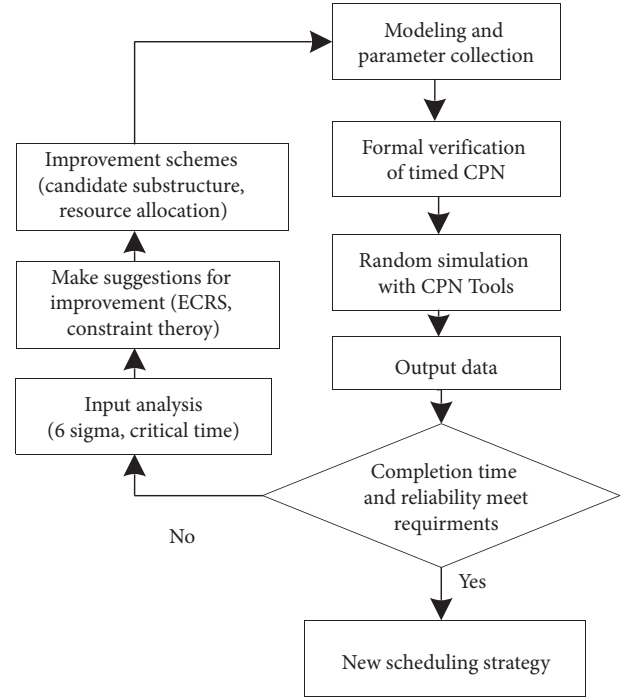 Modeling and
parameter collection
Formal verification
of timed CPN
Random simulation
with CPN Tools
Output data
Completion time
and reliability meet
requirments
Yes
New scheduling strategy
No
Input analysis
(6 sigma, critical time)
Make suggestions for
improvement (ECRS,
constraint theroy)
Improvement schemes
(candidate substructure,
resource allocation)